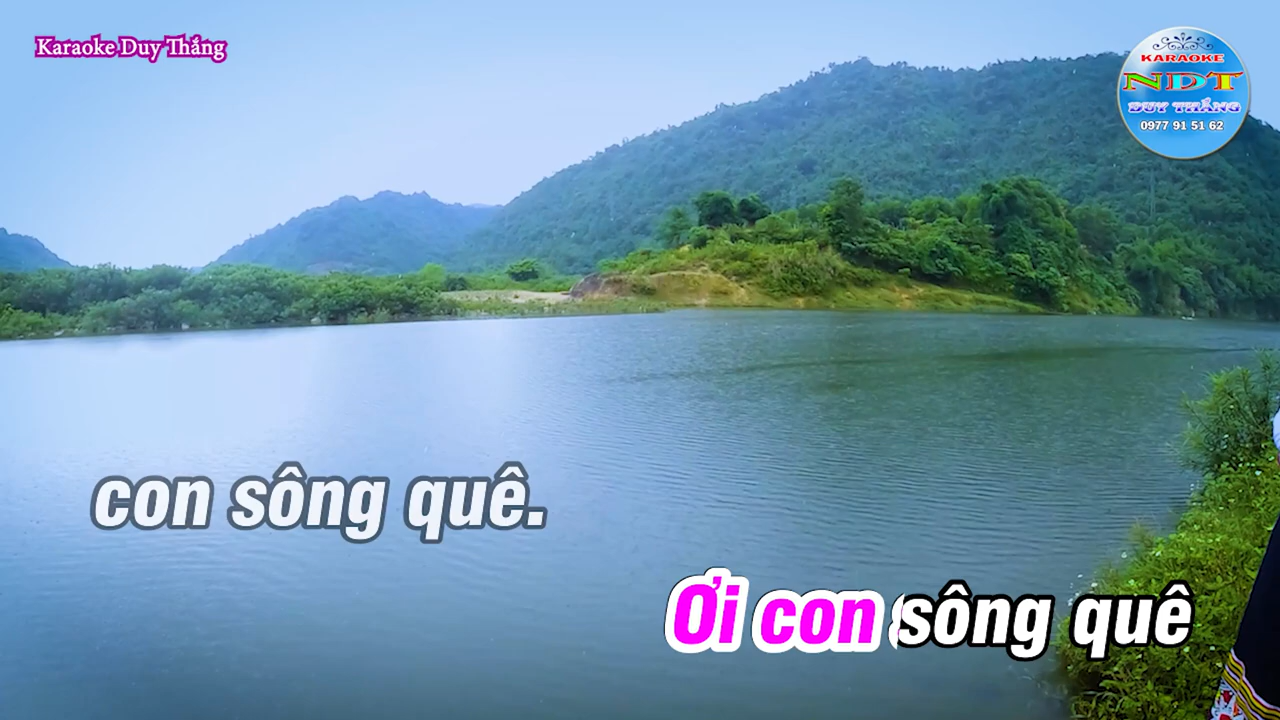 Karaoke Duy Thắng
KARAOKE
NDT
DUY THẮNG
0977 91 51 62
con sông quê.
Ơi con sông quê